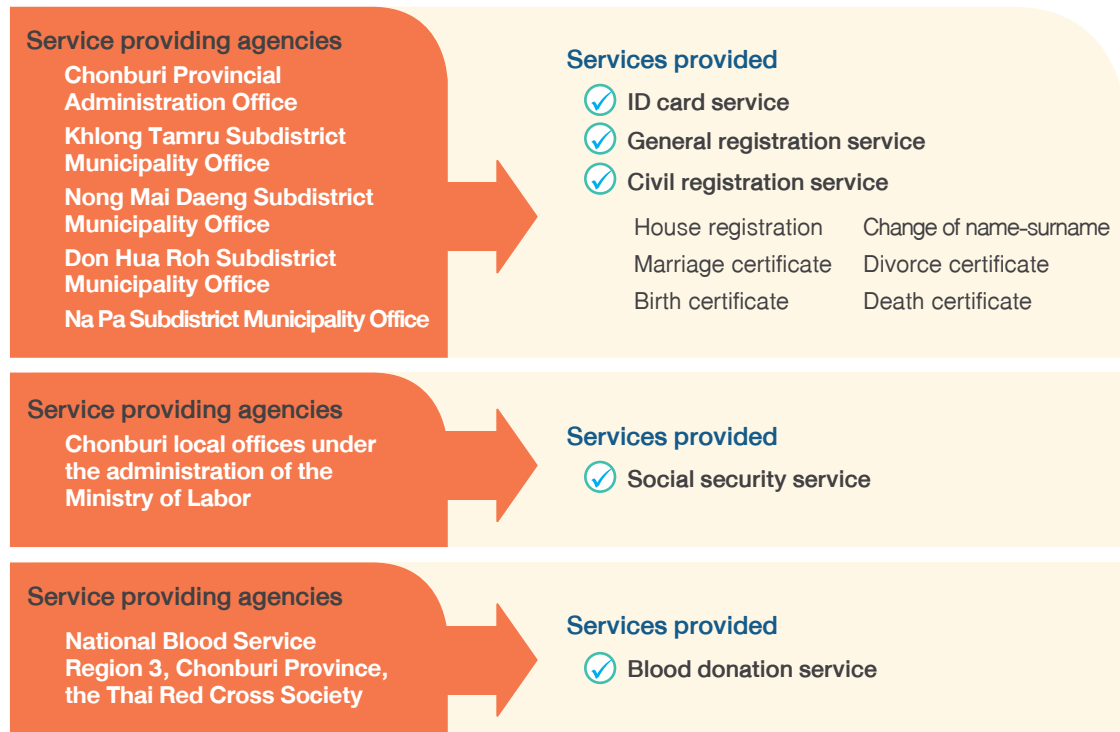 Service providing agencies
Chonburi Provincial
Administration Office
Khlong Tamru Subdistrict
Municipality Office
Nong Mai Daeng Subdistrict
Municipality Office
Don Hua Roh Subdistrict
Municipality Office
Na Pa Subdistrict Municipality Office
Services provided
ID card service
General registration service
Civil registration service
House registration Change of name-surname
Marriage certificate Divorce certificate
Birth certificate Death certificate
Service providing agencies
Chonburi local offices under
the administration of the
Ministry of Labor
Services provided
Social security service
Service providing agencies
National Blood Service
Region 3, Chonburi Province,
the Thai Red Cross Society
Services provided
Blood donation service